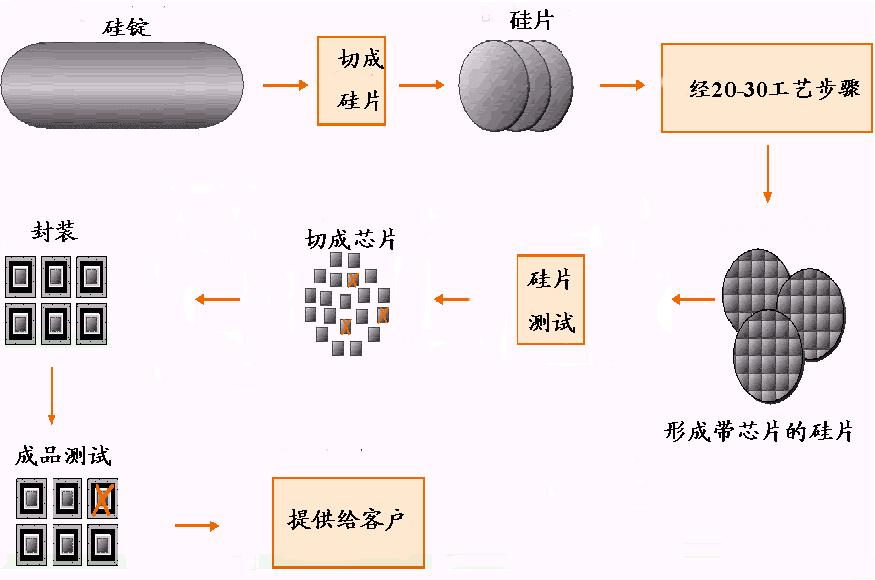 硅锭
切成
硅片
硅片
经20-30工艺步骤
形成带芯片的硅片
硅片
测试
切成芯片
封装
成品测试
提供给客户